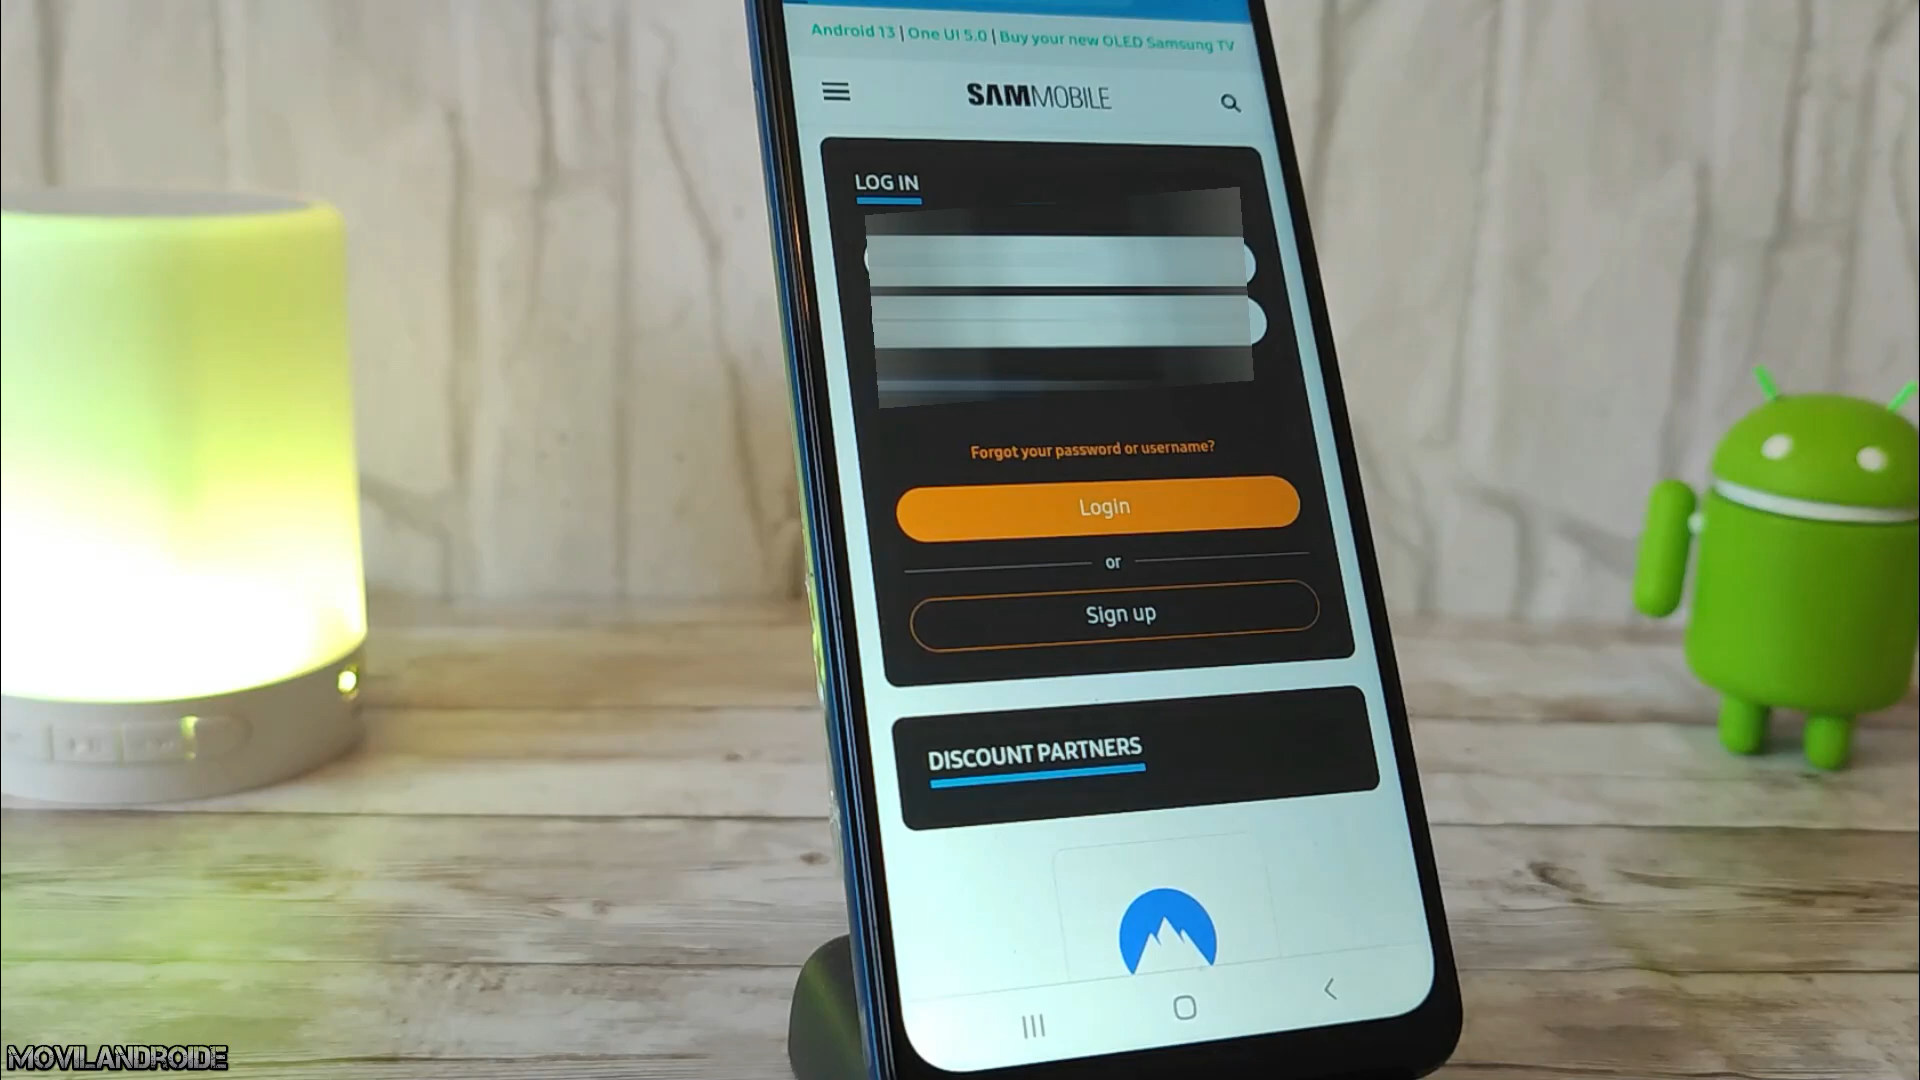 Android 13 | One UI 5.0 | Buy your new OLED Samsung TV
SAMMOBILE
LOG IN
Forgot your password or username?
Login
or
Sign up
DISCOUNT PARTNERS
MOVILANDROIDE